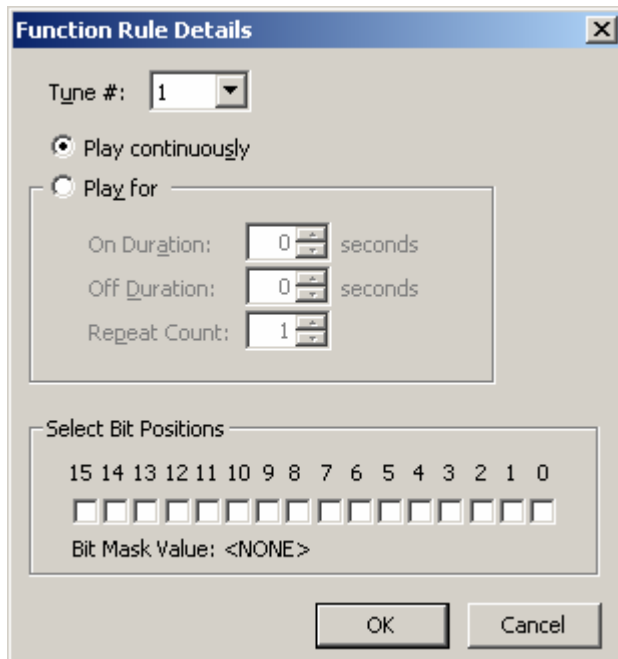 Function Rule Details
Tune #: 1
Play continuously
Play for
On Duration: 0 seconds
Off Duration: 0 seconds
Repeat Count: 1
Select Bit Positions
15 14 13 12 11 10 9 8 7 6 5 4 3 2 1 0
Bit Mask Value: <NONE>
OK Cancel